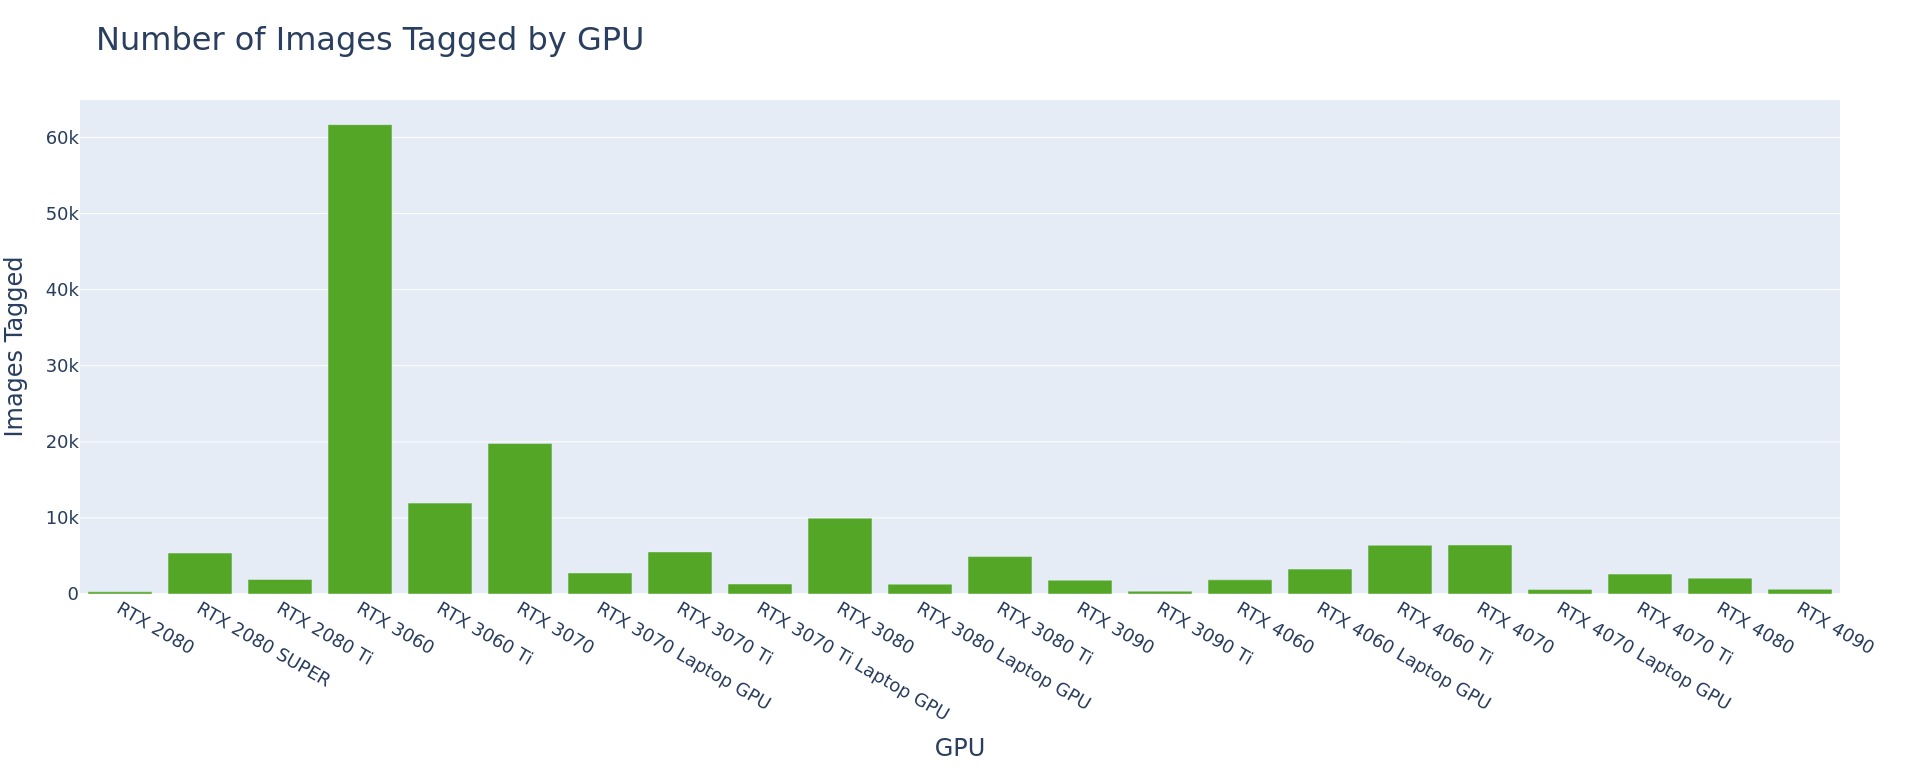 Number of Images Tagged by GPU
Images Tagged
60k
50k
40k
30k
20k
10k
0
RTX 2080
RTX 2080 SUPER
RTX 2080 Ti
RTX 3060
RTX 3060 Ti
RTX 3070
RTX 3070 Laptop GPU
RTX 3070 Ti
RTX 3070 Ti Laptop GPU
RTX 3080
RTX 3080 Laptop GPU
RTX 3080 Ti
RTX 3090
RTX 3090 Ti
RTX 4060
RTX 4060 Laptop GPU
RTX 4060 Ti
RTX 4070
RTX 4070 Laptop GPU
RTX 4070 Ti
RTX 4080
RTX 4090
GPU